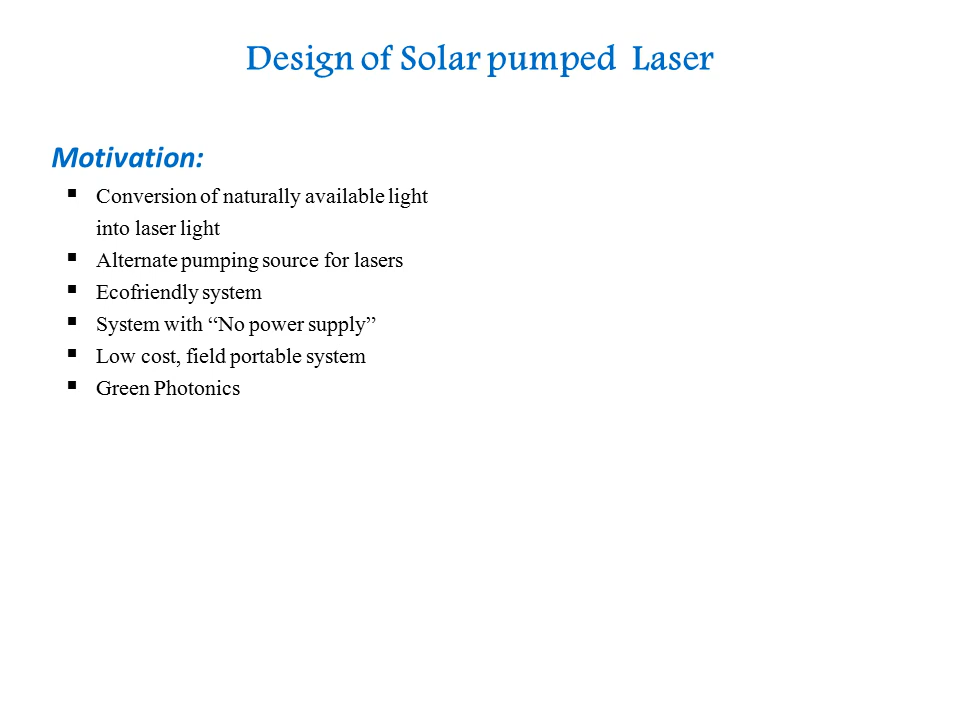 Design of Solar pumped  Laser
Motivation:
▪ Conversion of naturally available light
into laser light
▪ Alternate pumping source for lasers
▪ Ecofriendly system
▪ System with “No power supply”
▪ Low cost, field portable system
▪ Green Photonics